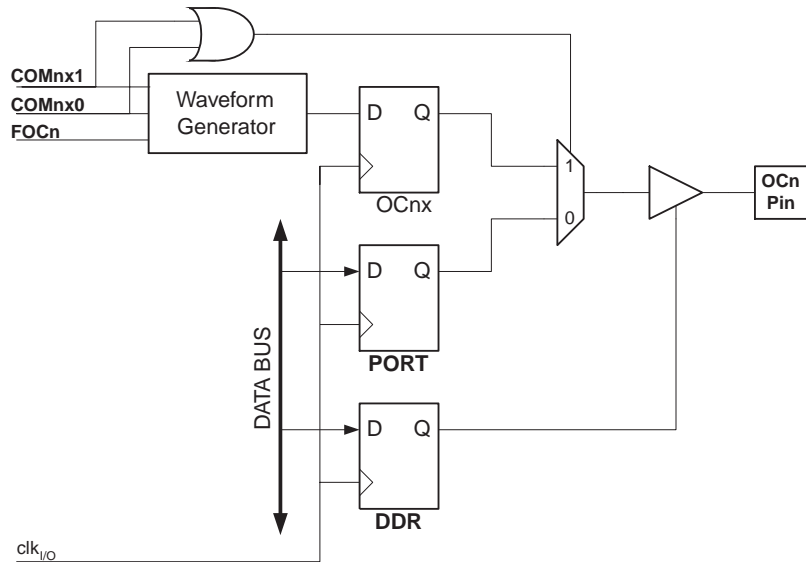 COMnx1
COMnx0
FOCn
Waveform
Generator
D Q
OCnx
1
0
OCn
Pin
DATA BUS
D Q
PORT
D Q
DDR
clkI/O